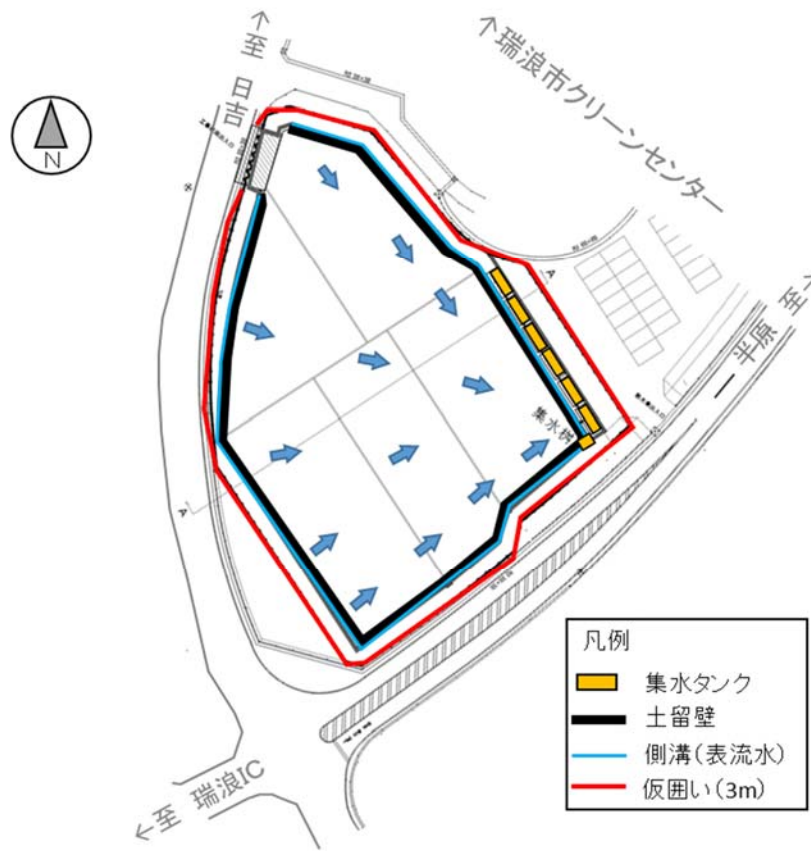 ↑至 日吉
↑瑞浪市クリーンセンター
N
A
半原 至↑
集水桝
A
凡例
集水タンク
土留壁
側溝(表流水)
仮囲い(3m)
←至 瑞浪IC